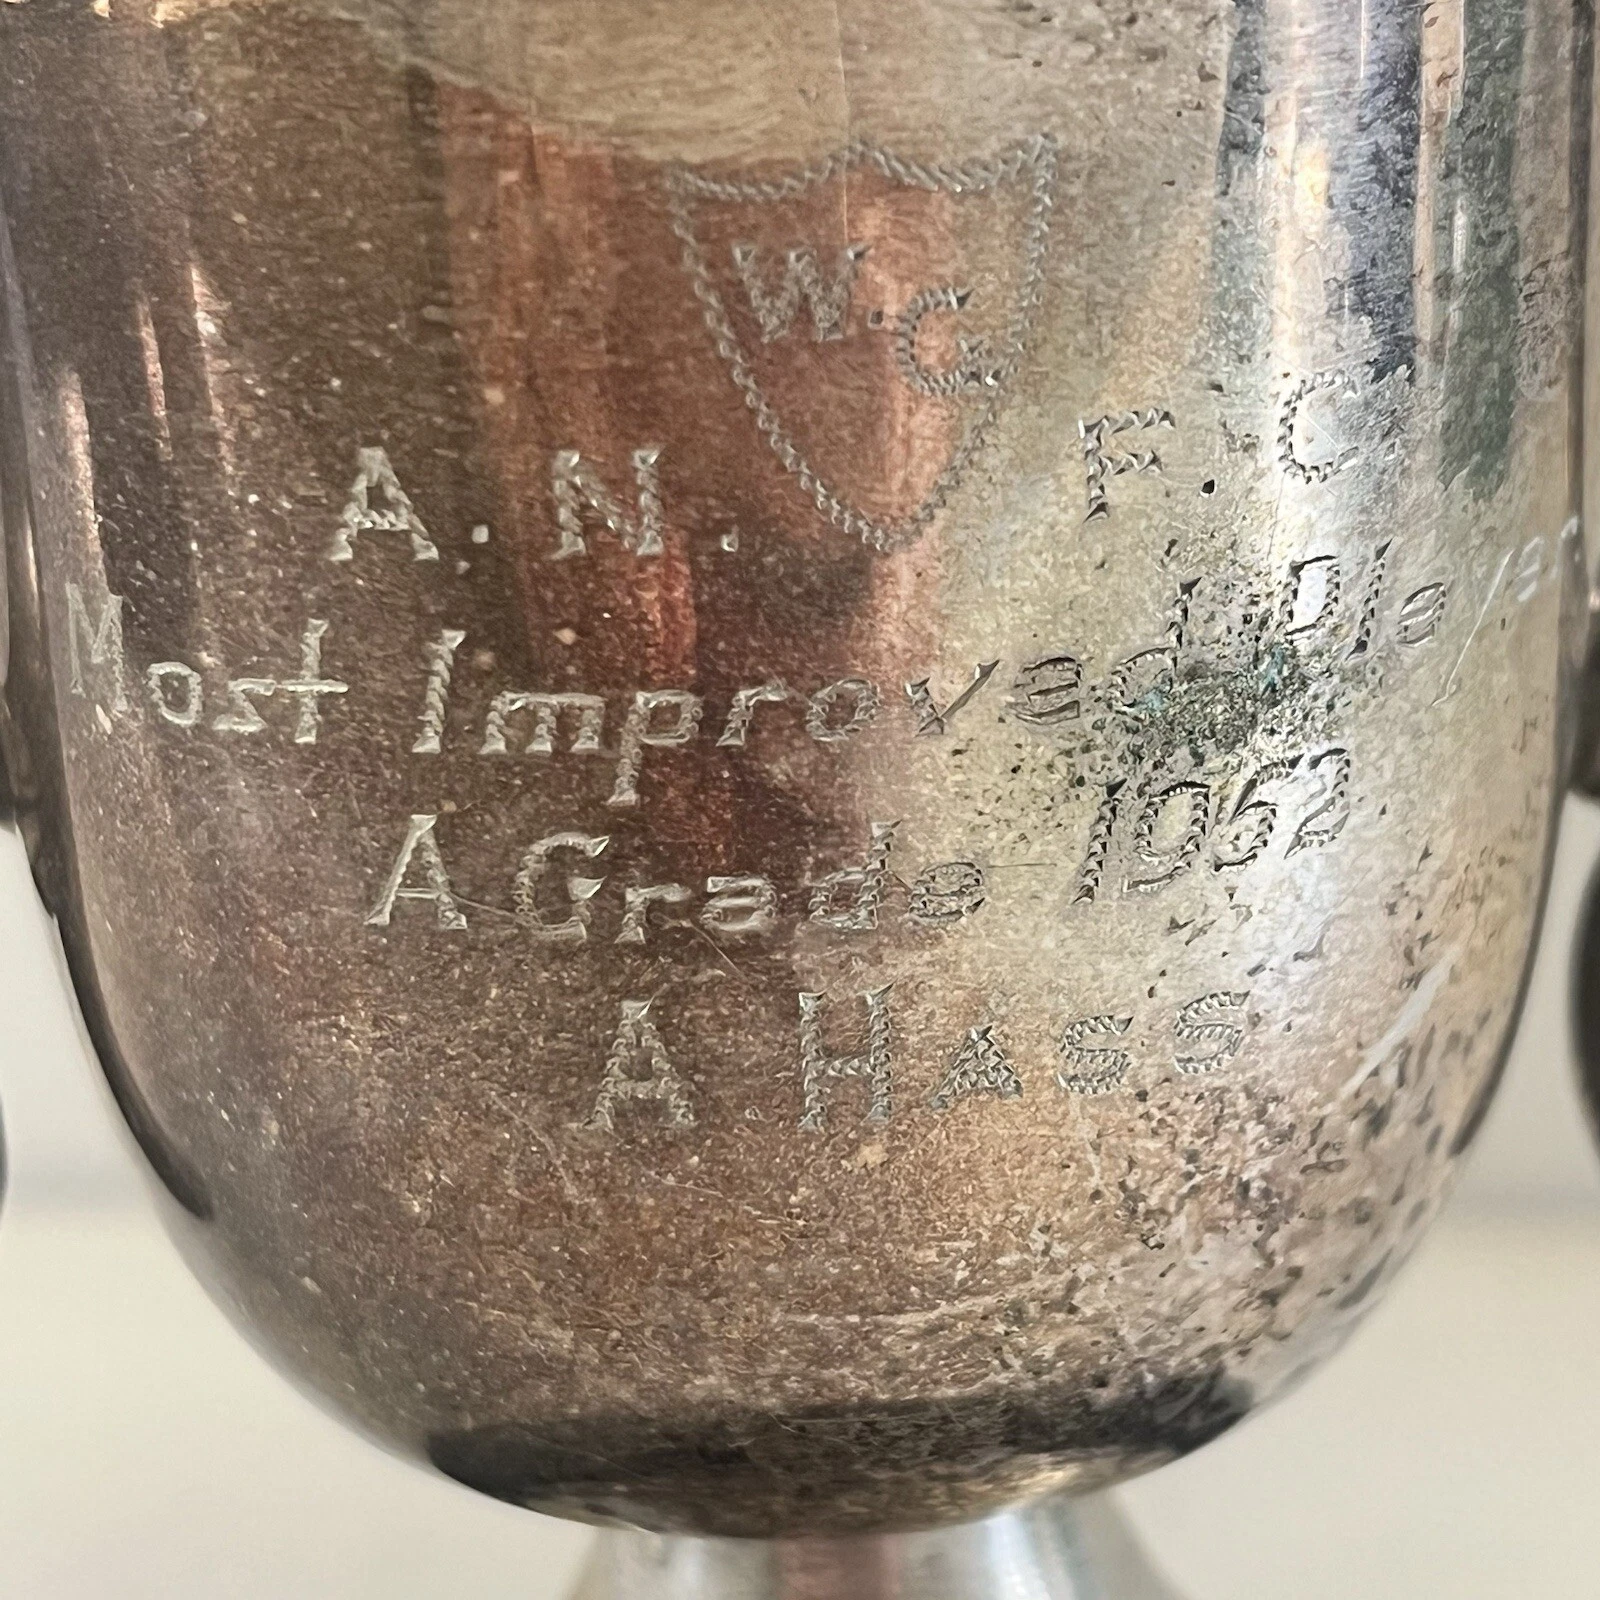 W.G
A.N. F.C.
Most Improved Player
A Grade 1962
A. HASS